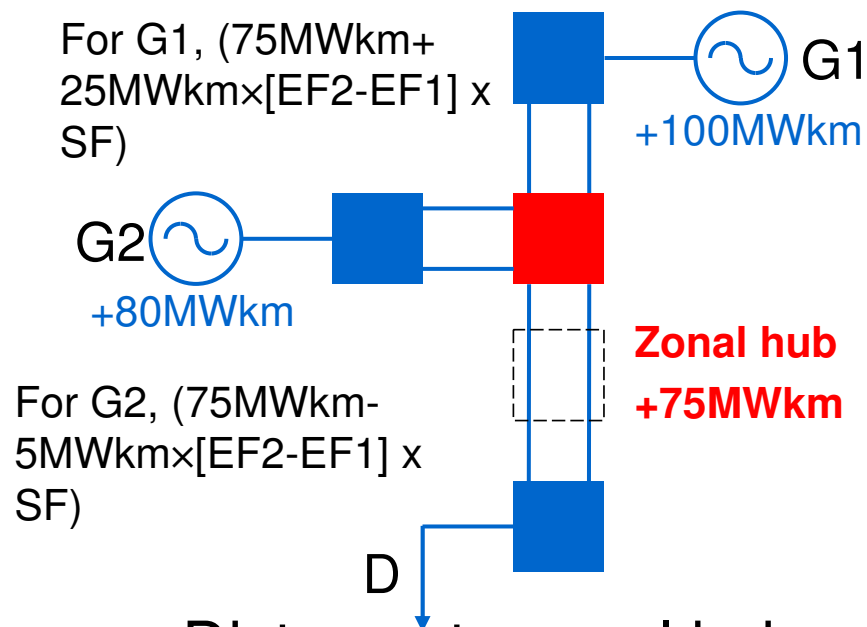 For G1, (75MWkm+
25MWkm×[EF2-EF1] x
SF)
G1
+100MWkm
G2
+80MWkm
Zonal hub
+75MWkm
For G2, (75MWkm-
5MWkm×[EF2-EF1] x
SF)
D